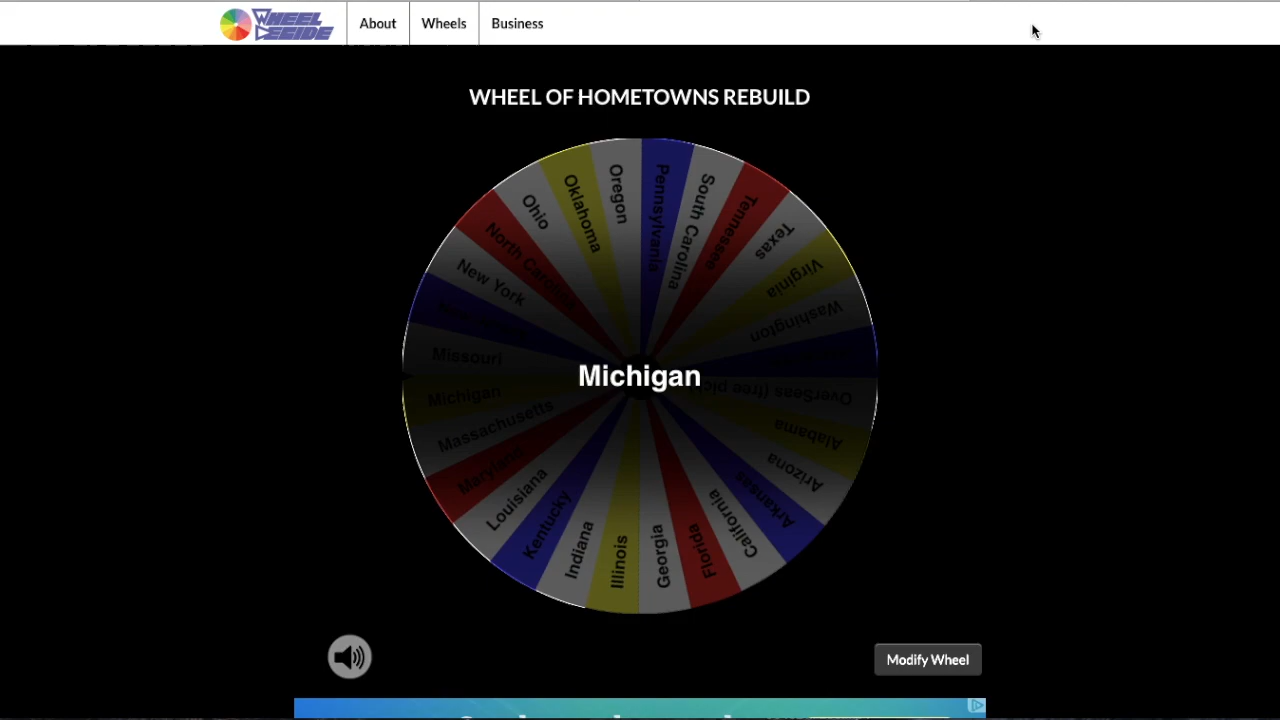 WHEEL DECIDE
About
Wheels
Business
WHEEL OF HOMETOWNS REBUILD
Oregon
Pennsylvania
South Carolina
Tennessee
Texas
Virginia
Washington
OverSeas (free pick
Alabama
Arizona
Arkansas
California
Florida
Georgia
Illinois
Indiana
Kentucky
Louisiana
Maryland
Massachusetts
Michigan
Missouri
New York
North Carolina
Ohio
Oklahoma
Michigan
Modify Wheel